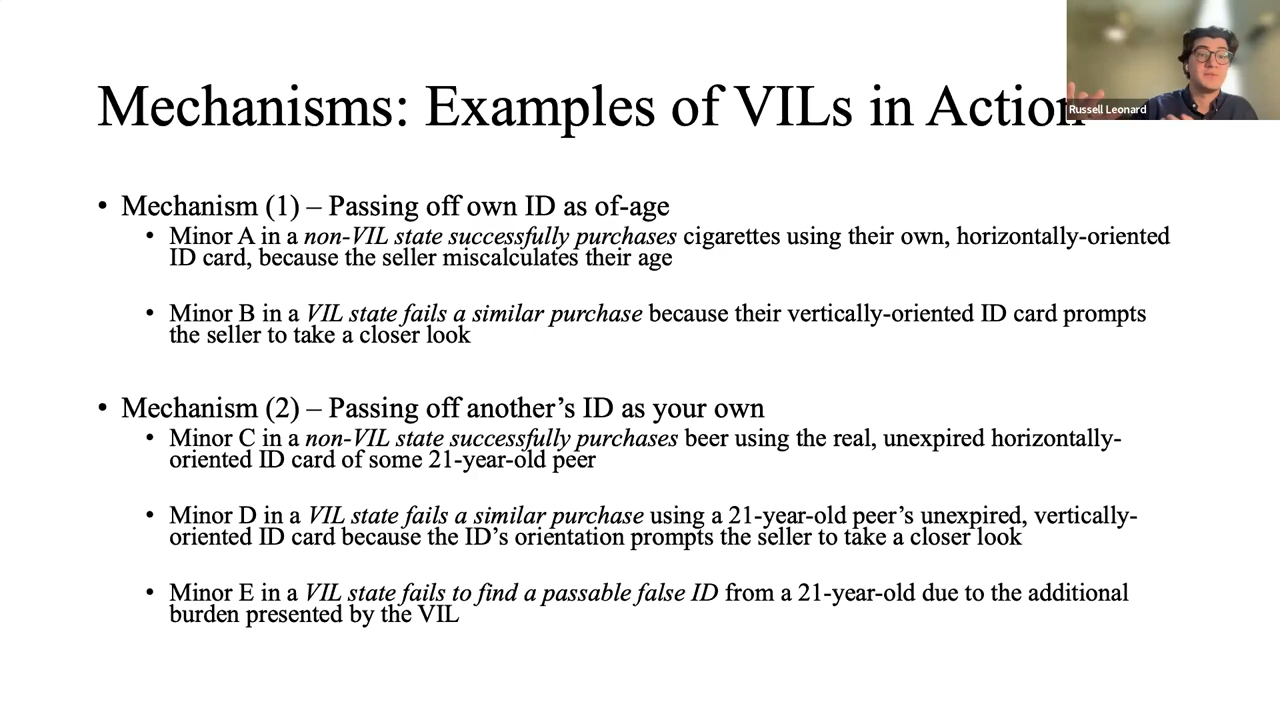 Mechanisms: Examples of VILs in Action
Russell Leonard
• Mechanism (1) – Passing off own ID as of-age
• Minor A in a non-VIL state successfully purchases cigarettes using their own, horizontally-oriented
ID card, because the seller miscalculates their age
• Minor B in a VIL state fails a similar purchase because their vertically-oriented ID card prompts
the seller to take a closer look
• Mechanism (2) – Passing off another’s ID as your own
• Minor C in a non-VIL state successfully purchases beer using the real, unexpired horizontally-
oriented ID card of some 21-year-old peer
• Minor D in a VIL state fails a similar purchase using a 21-year-old peer’s unexpired, vertically-
oriented ID card because the ID’s orientation prompts the seller to take a closer look
• Minor E in a VIL state fails to find a passable false ID from a 21-year-old due to the additional
burden presented by the VIL